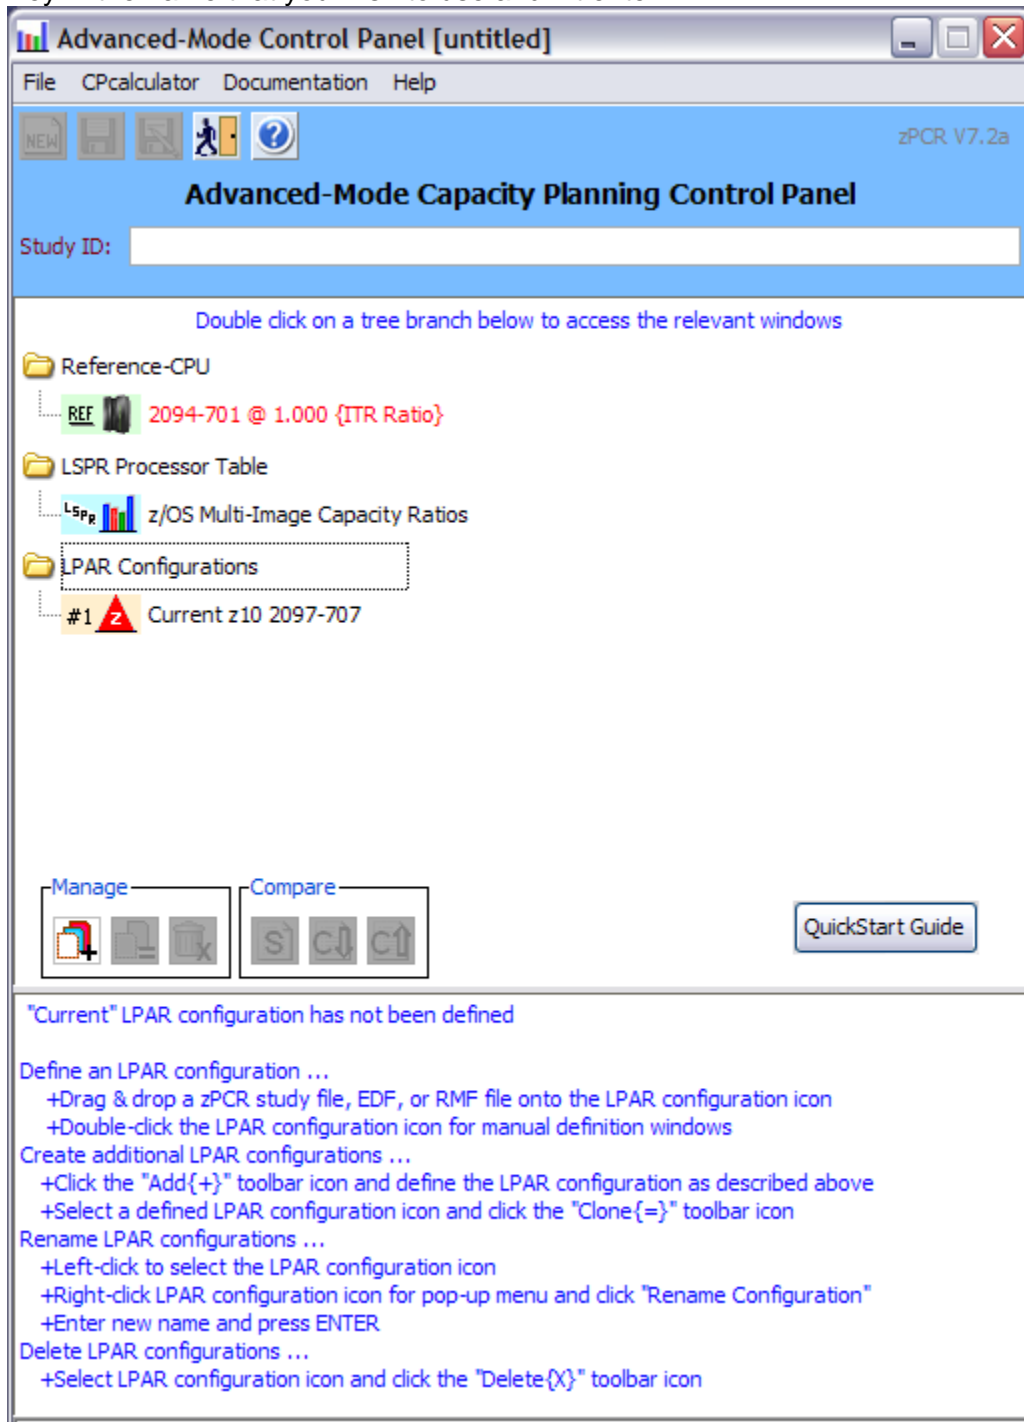 Advanced-Mode Control Panel [untitled]
File CPcalculator Documentation Help
NEW
zPCR V7.2a
Advanced-Mode Capacity Planning Control Panel
Study ID:
Double click on a tree branch below to access the relevant windows
Reference-CPU
REF 2094-701 @ 1.000 {ITR Ratio}
LSPR Processor Table
LSPR z/OS Multi-Image Capacity Ratios
LPAR Configurations
#1 z Current z10 2097-707
Manage Compare
S C C
QuickStart Guide
"Current" LPAR configuration has not been defined
Define an LPAR configuration ...
+Drag & drop a zPCR study file, EDF, or RMF file onto the LPAR configuration icon
+Double-click the LPAR configuration icon for manual definition windows
Create additional LPAR configurations ...
+Click the "Add{+}" toolbar icon and define the LPAR configuration as described above
+Select a defined LPAR configuration icon and click the "Clone{=}" toolbar icon
Rename LPAR configurations ...
+Left-click to select the LPAR configuration icon
+Right-click LPAR configuration icon for pop-up menu and click "Rename Configuration"
+Enter new name and press ENTER
Delete LPAR configurations ...
+Select LPAR configuration icon and click the "Delete{X}" toolbar icon